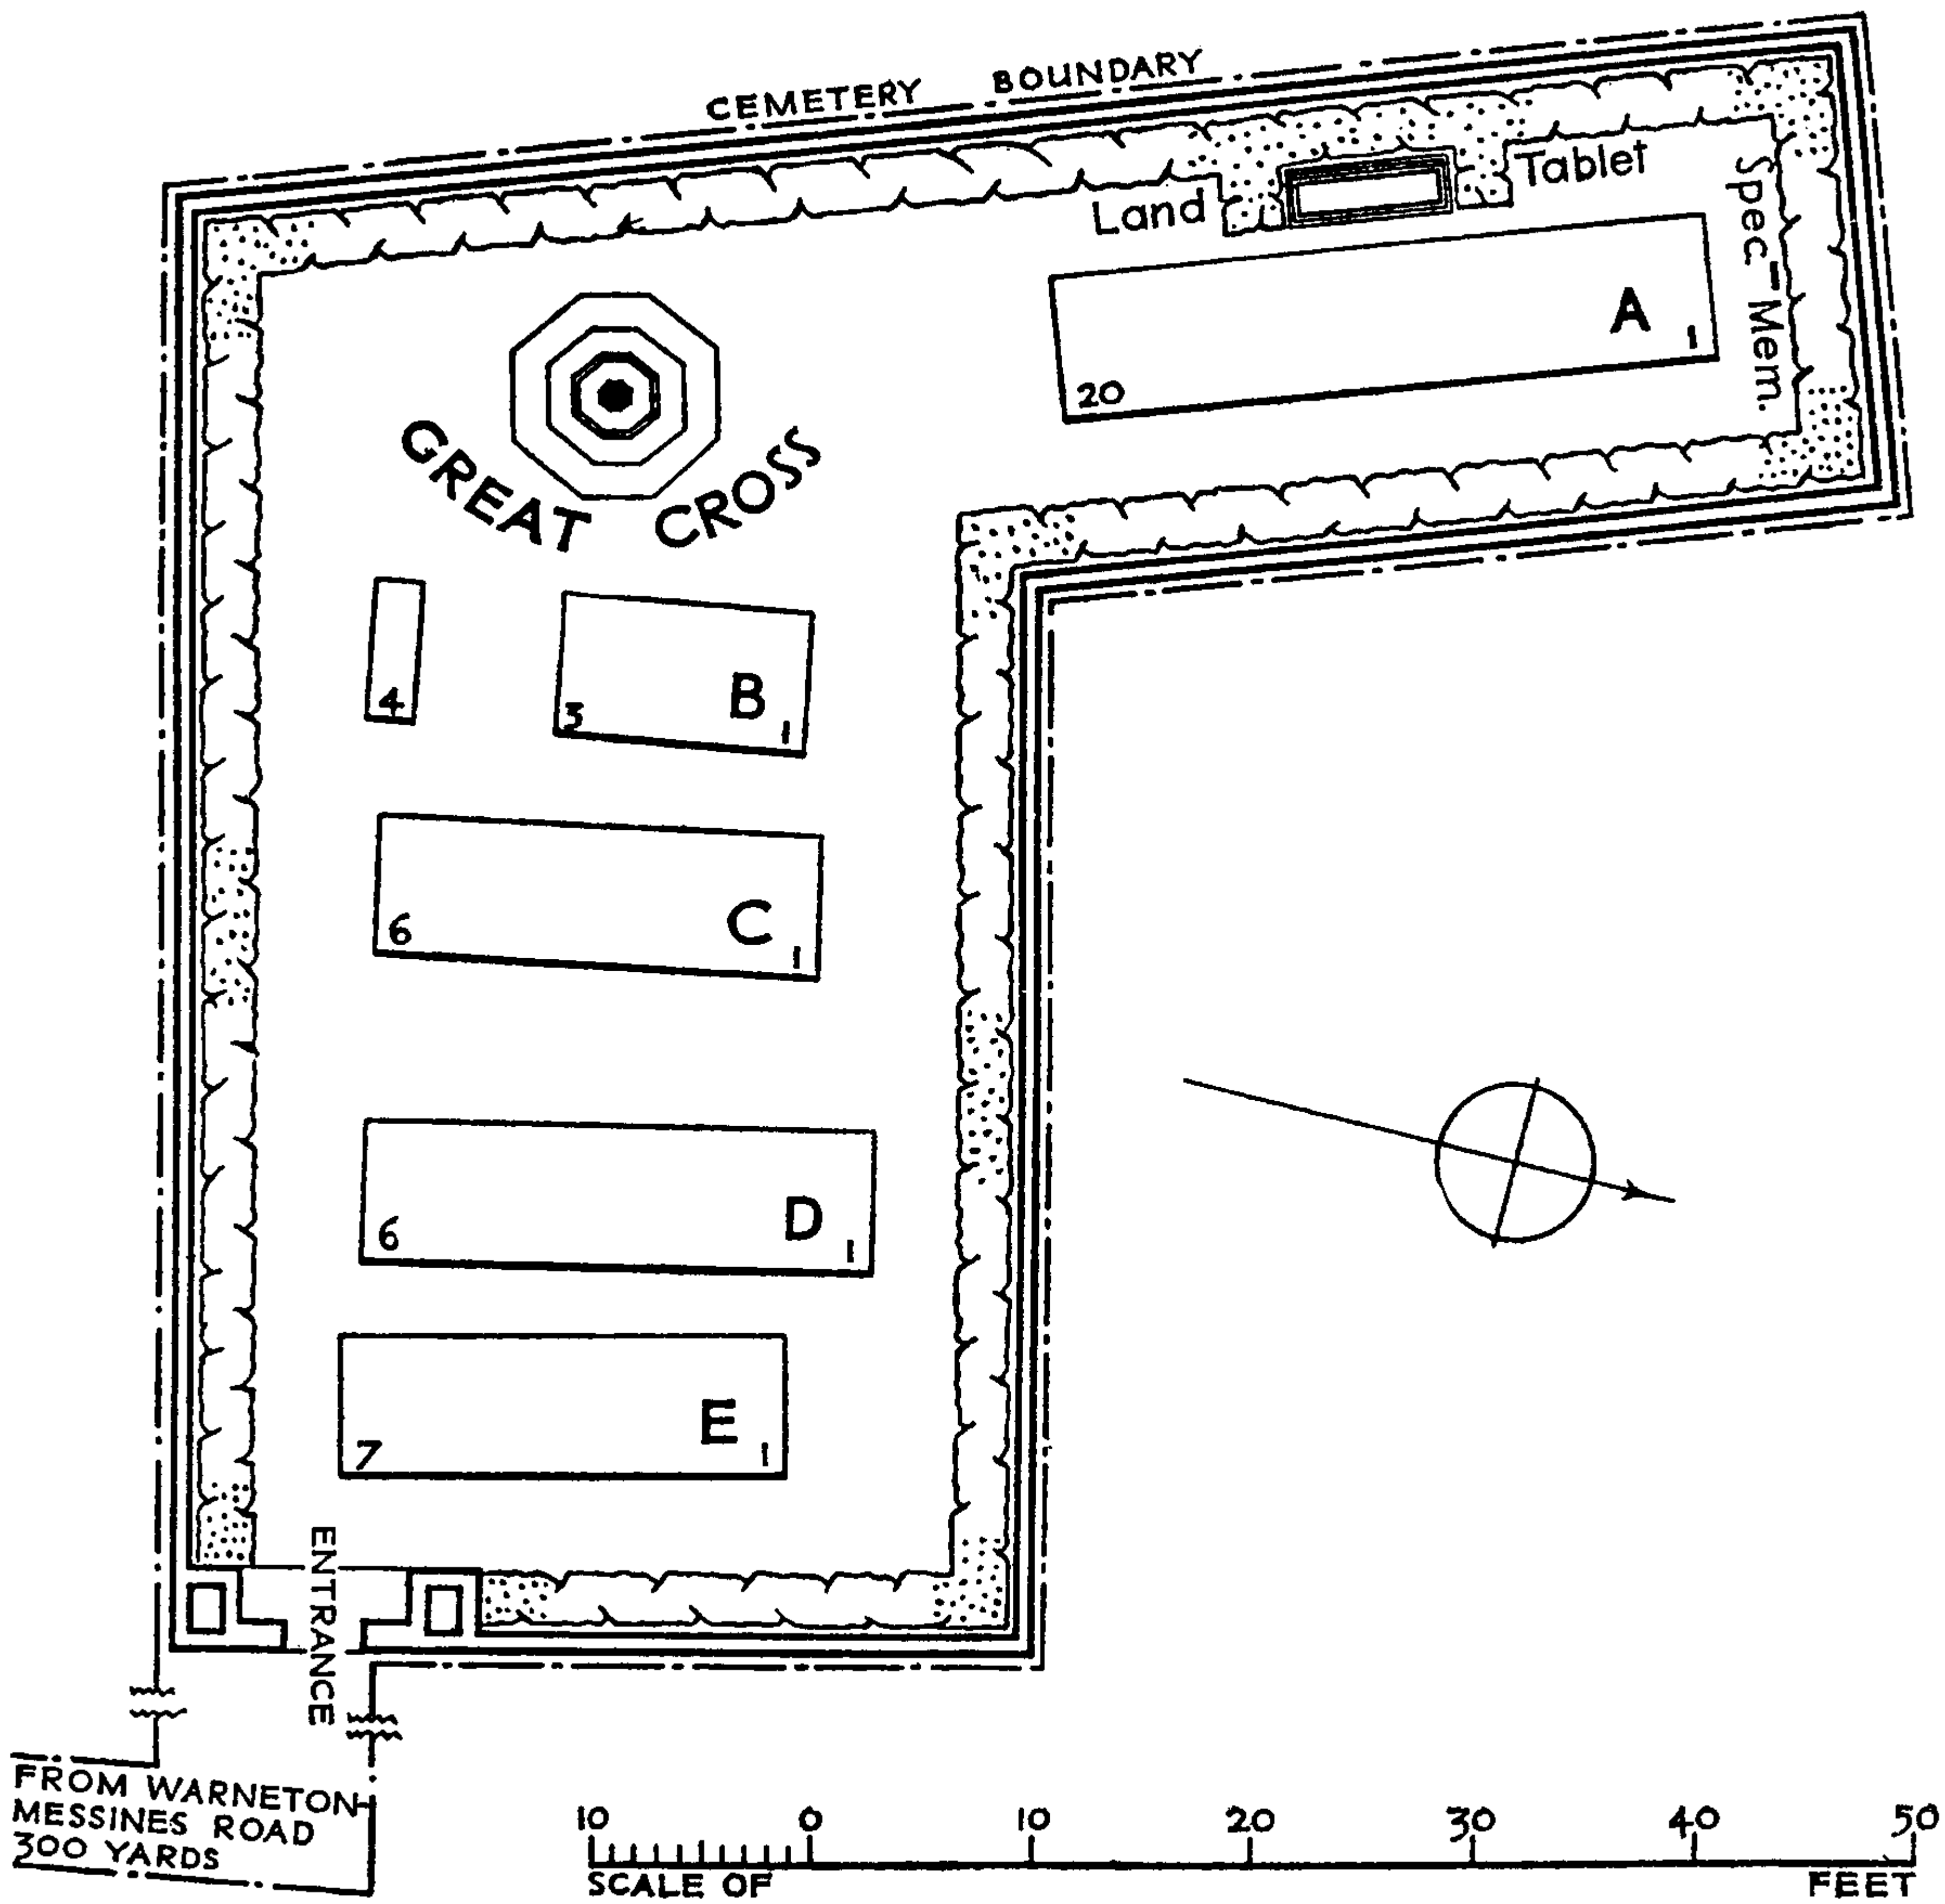 CEMETERY BOUNDARY
Land Tablet
Spec-Mem.
A
1
20
GREAT CROSS
4
3
B
1
6
C
1
6
D
1
7
E
1
ENTRANCE
FROM WARNETON-
MESSINES ROAD
300 YARDS
10 0 10 20 30 40 50
SCALE OF FEET